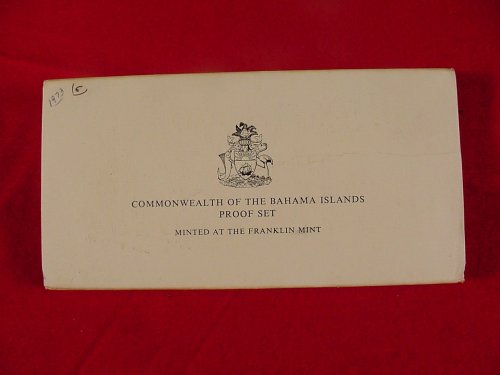 1973 5
COMMONWEALTH OF THE BAHAMA ISLANDS
PROOF SET
MINTED AT THE FRANKLIN MINT